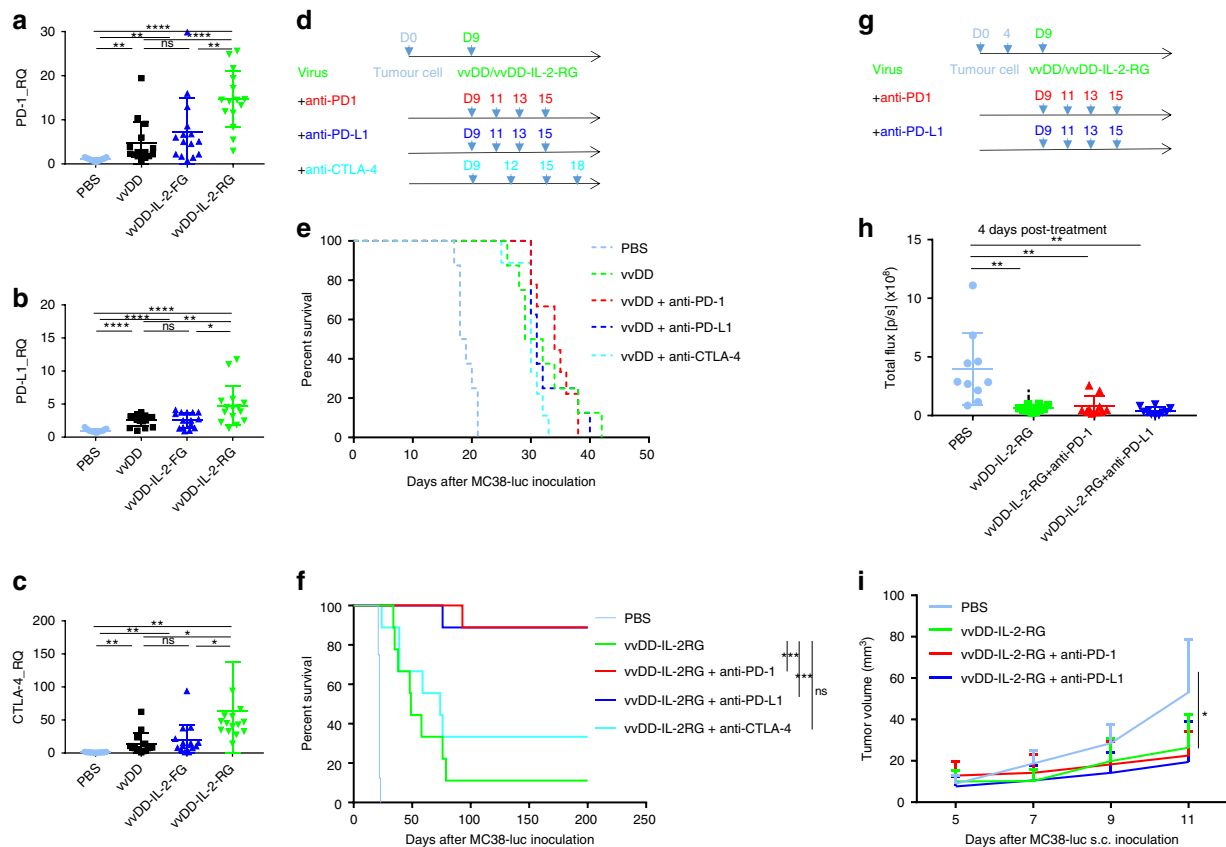 a
****
**
****
**
ns
**
PD-1_RQ
30
20
10
0
PBS
vvDD
vvDD-IL-2-FG
vvDD-IL-2-RG
b
****
****
**
****
ns
*
PD-L1_RQ
20
15
10
5
0
PBS
vvDD
vvDD-IL-2-FG
vvDD-IL-2-RG
c
**
**
*
**
ns
*
CTLA-4_RQ
200
150
100
50
0
PBS
vvDD
vvDD-IL-2-FG
vvDD-IL-2-RG
d
D0 D9
Virus Tumour cell vvDD/vvDD-IL-2-RG
+anti-PD1 D9 11 13 15
+anti-PD-L1 D9 11 13 15
+anti-CTLA-4 D9 12 15 18
e
Percent survival
100
80
60
40
20
0
0 10 20 30 40 50
Days after MC38-luc inoculation
PBS
vvDD
vvDD + anti-PD-1
vvDD + anti-PD-L1
vvDD + anti-CTLA-4
f
Percent survival
100
80
60
40
20
0
0 50 100 150 200 250
Days after MC38-luc inoculation
PBS
vvDD-IL-2RG
vvDD-IL-2RG + anti-PD-1
vvDD-IL-2RG + anti-PD-L1
vvDD-IL-2RG + anti-CTLA-4
***
***
ns
g
D0 4 D9
Virus Tumour cell vvDD/vvDD-IL-2-RG
+anti-PD1 D9 11 13 15
+anti-PD-L1 D9 11 13 15
h
4 days post-treatment
**
**
**
Total flux [p/s] (x10⁸)
15
10
5
0
PBS
vvDD-IL-2-RG
vvDD-IL-2-RG+anti-PD-1
vvDD-IL-2-RG+anti-PD-L1
i
Tumor volume (mm³)
100
80
60
40
20
0
5 7 9 11
Days after MC38-luc s.c. inoculation
PBS
vvDD-IL-2-RG
vvDD-IL-2-RG + anti-PD-1
vvDD-IL-2-RG + anti-PD-L1
*